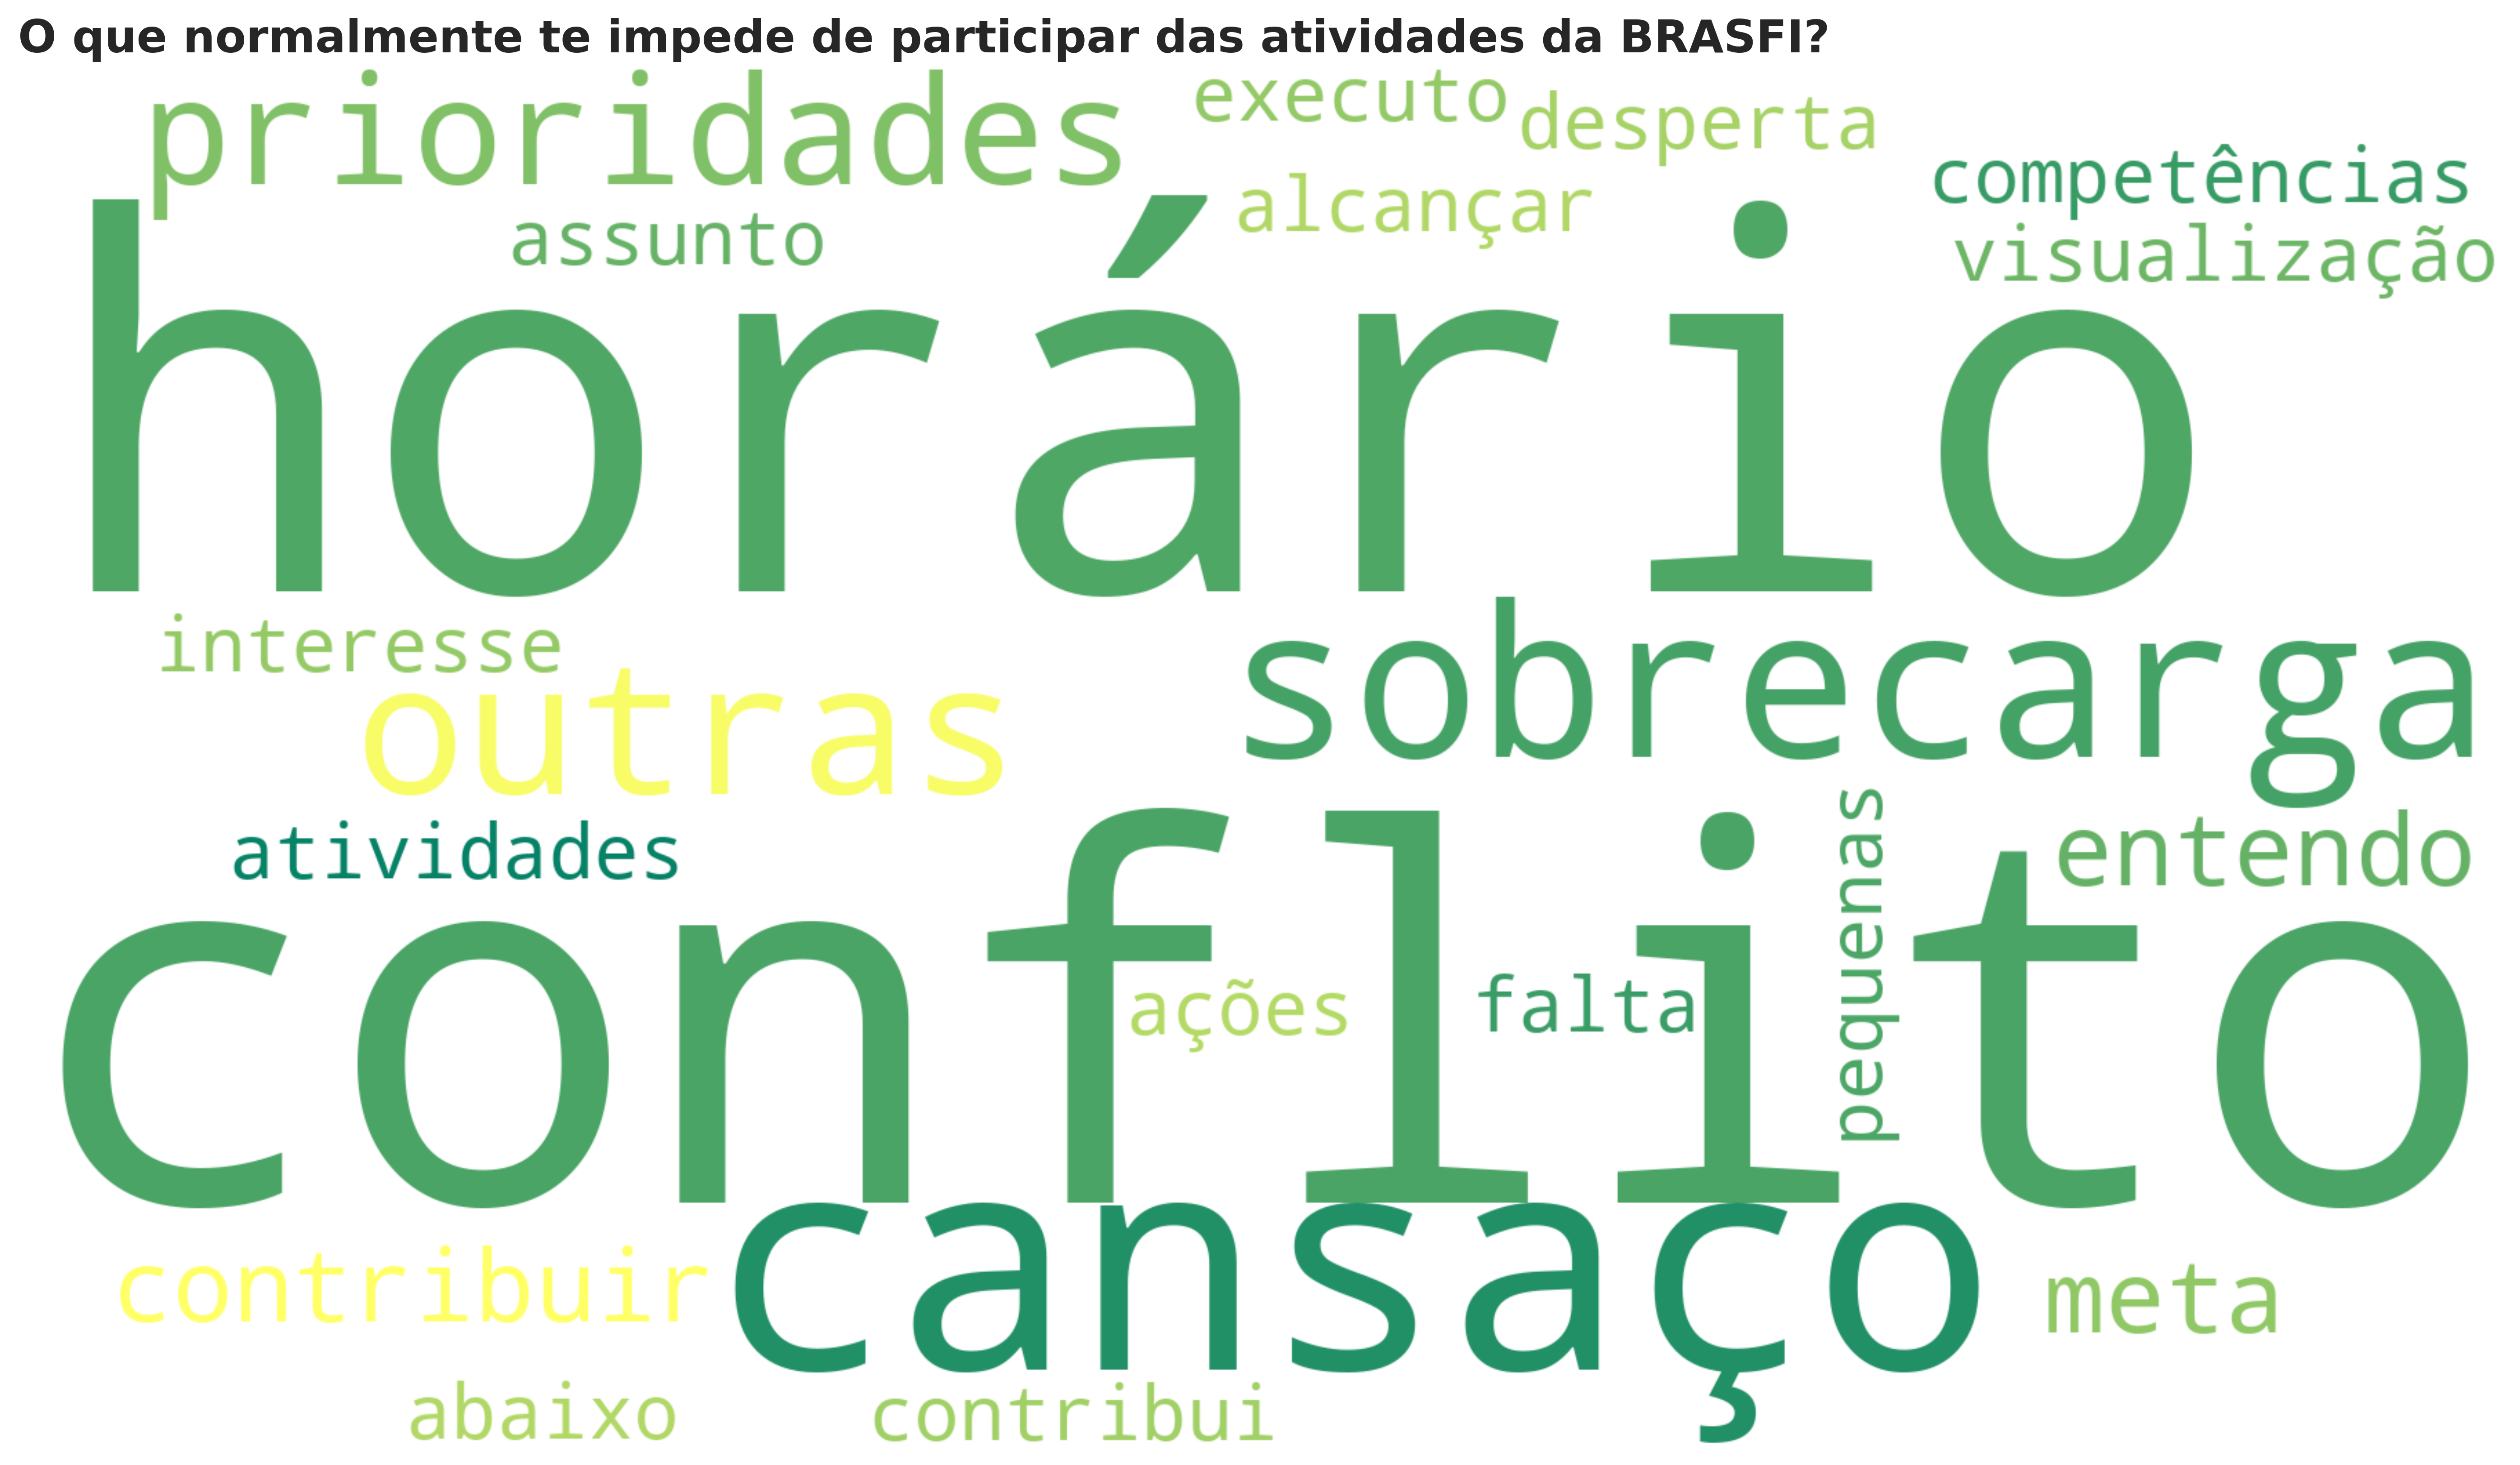 O que normalmente te impede de participar das atividades da BRASFI?
prioridades
executo
desperta
competências
assunto
alcançar
visualização
horário
interesse
sobrecarga
outras
atividades
entendo
pequenas
conflito
ações
falta
contribuir
cansaço
meta
abaixo
contribui